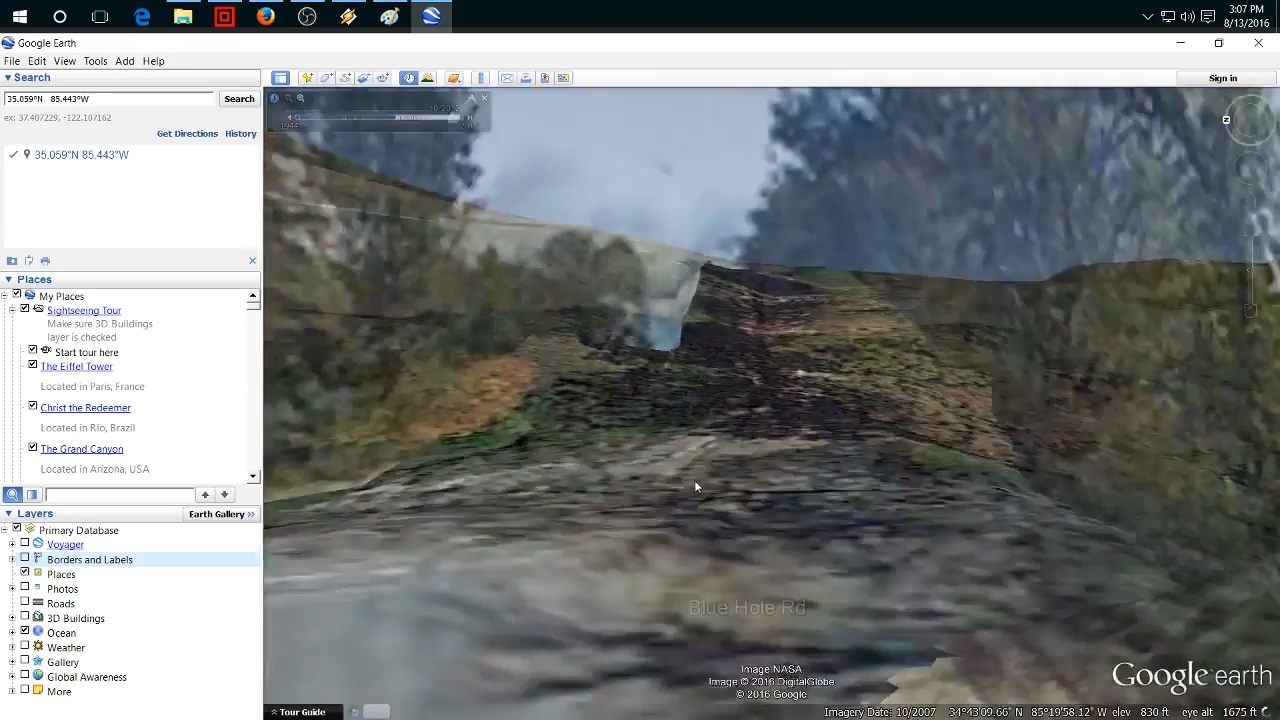 3:07 PM
8/13/2016
Google Earth
File Edit View Tools Add Help
Search
Sign in
35.059°N 85.443°W
Search
ex: 37.407229, -122.107162
Get Directions History
35.059°N 85.443°W
1944
Places
My Places
Sightseeing Tour
Make sure 3D Buildings
layer is checked
Start tour here
The Eiffel Tower
Located in Paris, France
Christ the Redeemer
Located in Rio, Brazil
The Grand Canyon
Located in Arizona, USA
Layers
Earth Gallery »
Primary Database
Voyager
Borders and Labels
Places
Photos
Roads
3D Buildings
Ocean
Weather
Gallery
Global Awareness
More
Blue Hole Rd
Image NASA
Image © 2016 DigitalGlobe
© 2016 Google
Google earth
Tour Guide
Imagery Date: 10/2007 34°43'09.66" N 85°19'58.12" W elev 830 ft eye alt 1675 ft